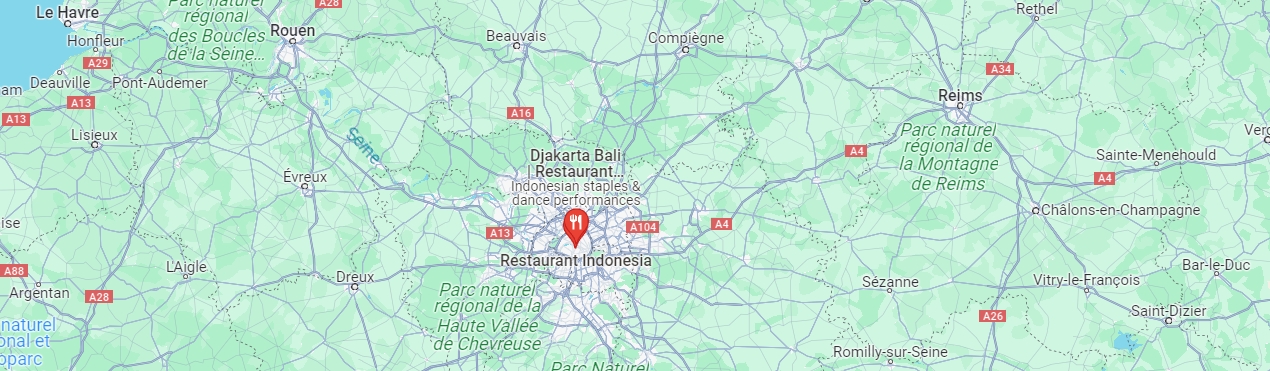 Le Havre
Honfleur
A29
Deauville
Pont-Audemer
am
A13
A13
Lisieux
Parc naturel
régional
des Boucles
de la Seine...
Rouen
A28
Beauvais
Compiègne
Rethel
A34
Reims
A16
Seine
Évreux
Djakarta Bali
| Restaurant...
Indonesian staples &
dance performances
A13
A104
Restaurant Indonesia
A4
A4
Parc naturel
régional de
la Montagne
de Reims
Sainte-Menehould
A4
Ver
Châlons-en-Champagne
ise
A88
Argentan
L'Aigle
A28
Dreux
Parc naturel
régional de la
Haute Vallée
de Chevreuse
Sézanne
Vitry-le-François
Bar-le-Duc
A26
Saint-Dizier
naturel
onal et
oparc
Parc Naturel
Romilly-sur-Seine